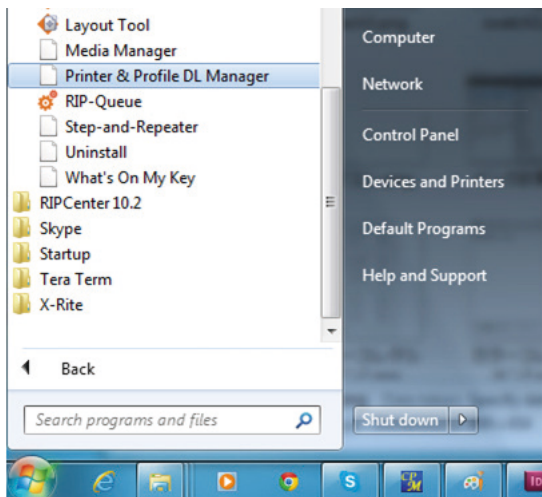 Layout Tool
Media Manager
Printer & Profile DL Manager
RIP-Queue
Step-and-Repeater
Uninstall
What's On My Key
RIPCenter 10.2
Skype
Startup
Tera Term
X-Rite
Back
Search programs and files
Computer
Network
Control Panel
Devices and Printers
Default Programs
Help and Support
Shut down